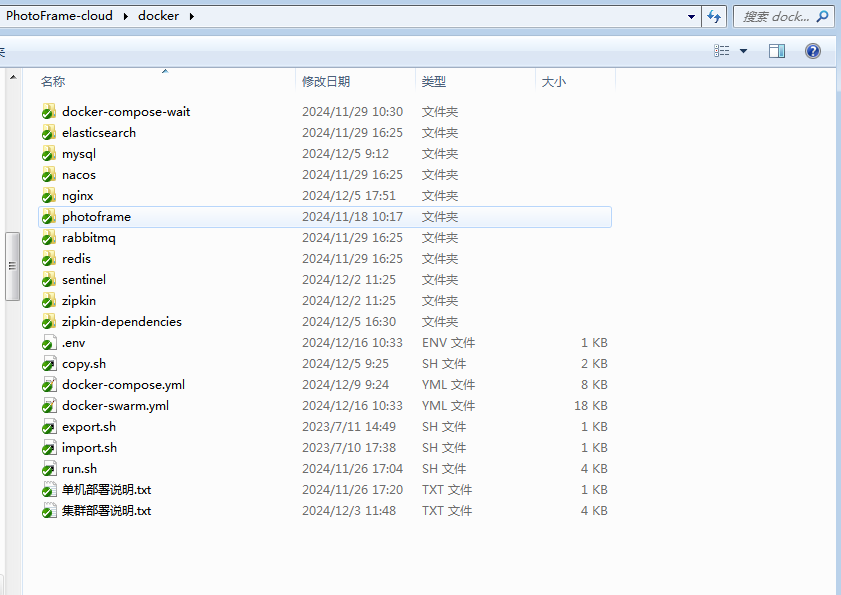 PhotoFrame-cloud docker 搜索 dock...
名称 修改日期 类型 大小
docker-compose-wait 2024/11/29 10:30 文件夹
elasticsearch 2024/11/29 16:25 文件夹
mysql 2024/12/5 9:12 文件夹
nacos 2024/11/29 16:25 文件夹
nginx 2024/12/5 17:51 文件夹
photoframe 2024/11/18 10:17 文件夹
rabbitmq 2024/11/29 16:25 文件夹
redis 2024/11/29 16:25 文件夹
sentinel 2024/12/2 11:25 文件夹
zipkin 2024/12/2 11:25 文件夹
zipkin-dependencies 2024/12/5 16:30 文件夹
.env 2024/12/16 10:33 ENV 文件 1 KB
copy.sh 2024/12/5 9:25 SH 文件 2 KB
docker-compose.yml 2024/12/9 9:24 YML 文件 8 KB
docker-swarm.yml 2024/12/16 10:33 YML 文件 18 KB
export.sh 2023/7/11 14:49 SH 文件 1 KB
import.sh 2023/7/10 17:38 SH 文件 1 KB
run.sh 2024/11/26 17:04 SH 文件 4 KB
单机部署说明.txt 2024/11/26 17:20 TXT 文件 1 KB
集群部署说明.txt 2024/12/3 11:48 TXT 文件 4 KB